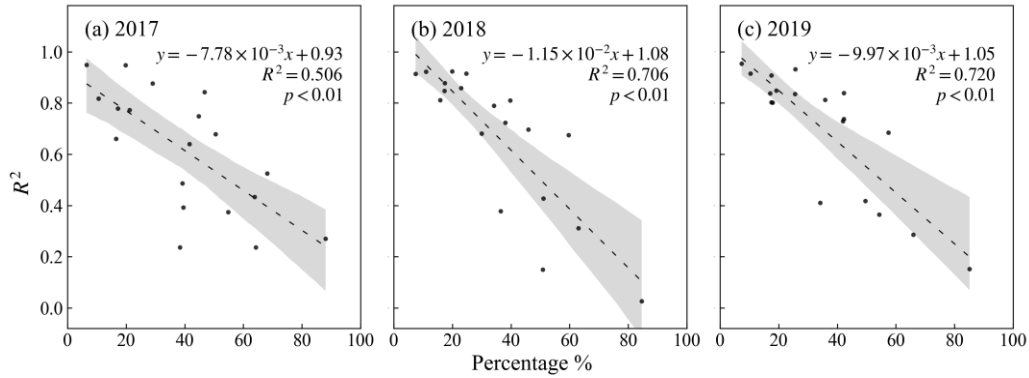 (a) 2017
y = −7.78 × 10⁻³x + 0.93
R² = 0.506
p < 0.01
(b) 2018
y = −1.15 × 10⁻²x + 1.08
R² = 0.706
p < 0.01
(c) 2019
y = −9.97 × 10⁻³x + 1.05
R² = 0.720
p < 0.01
1.0
0.8
0.6
0.4
0.2
0.0
R²
0 20 40 60 80 100
0 20 40 60 80 100
0 20 40 60 80 100
Percentage %